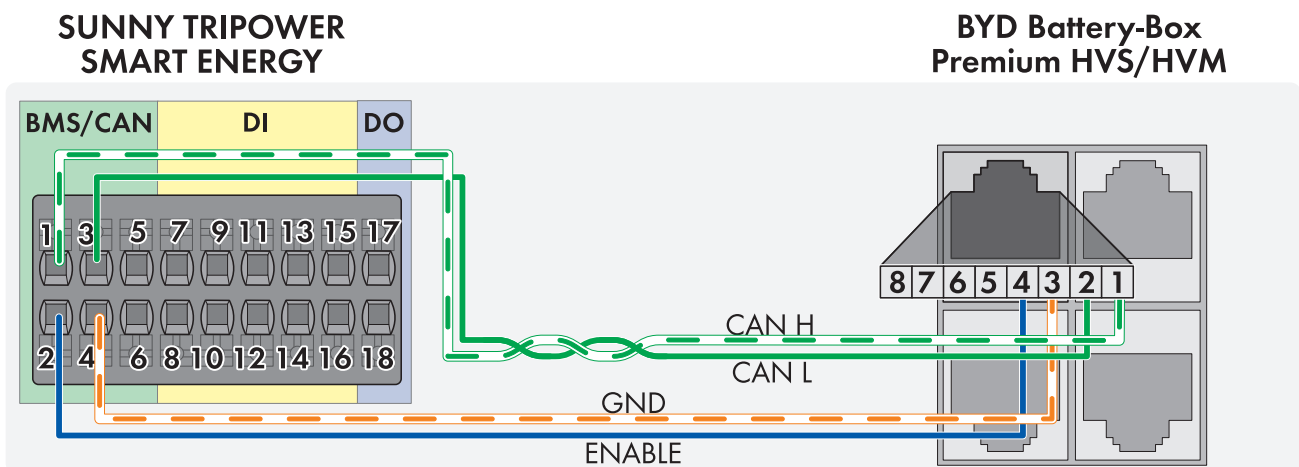 SUNNY TRIPOWER
SMART ENERGY
BYD Battery-Box
Premium HVS/HVM
BMS/CAN DI DO
1 3 5 7 9 11 13 15 17
8 7 6 5 4 3 2 1
2 4 6 8 10 12 14 16 18
CAN H
CAN L
GND
ENABLE